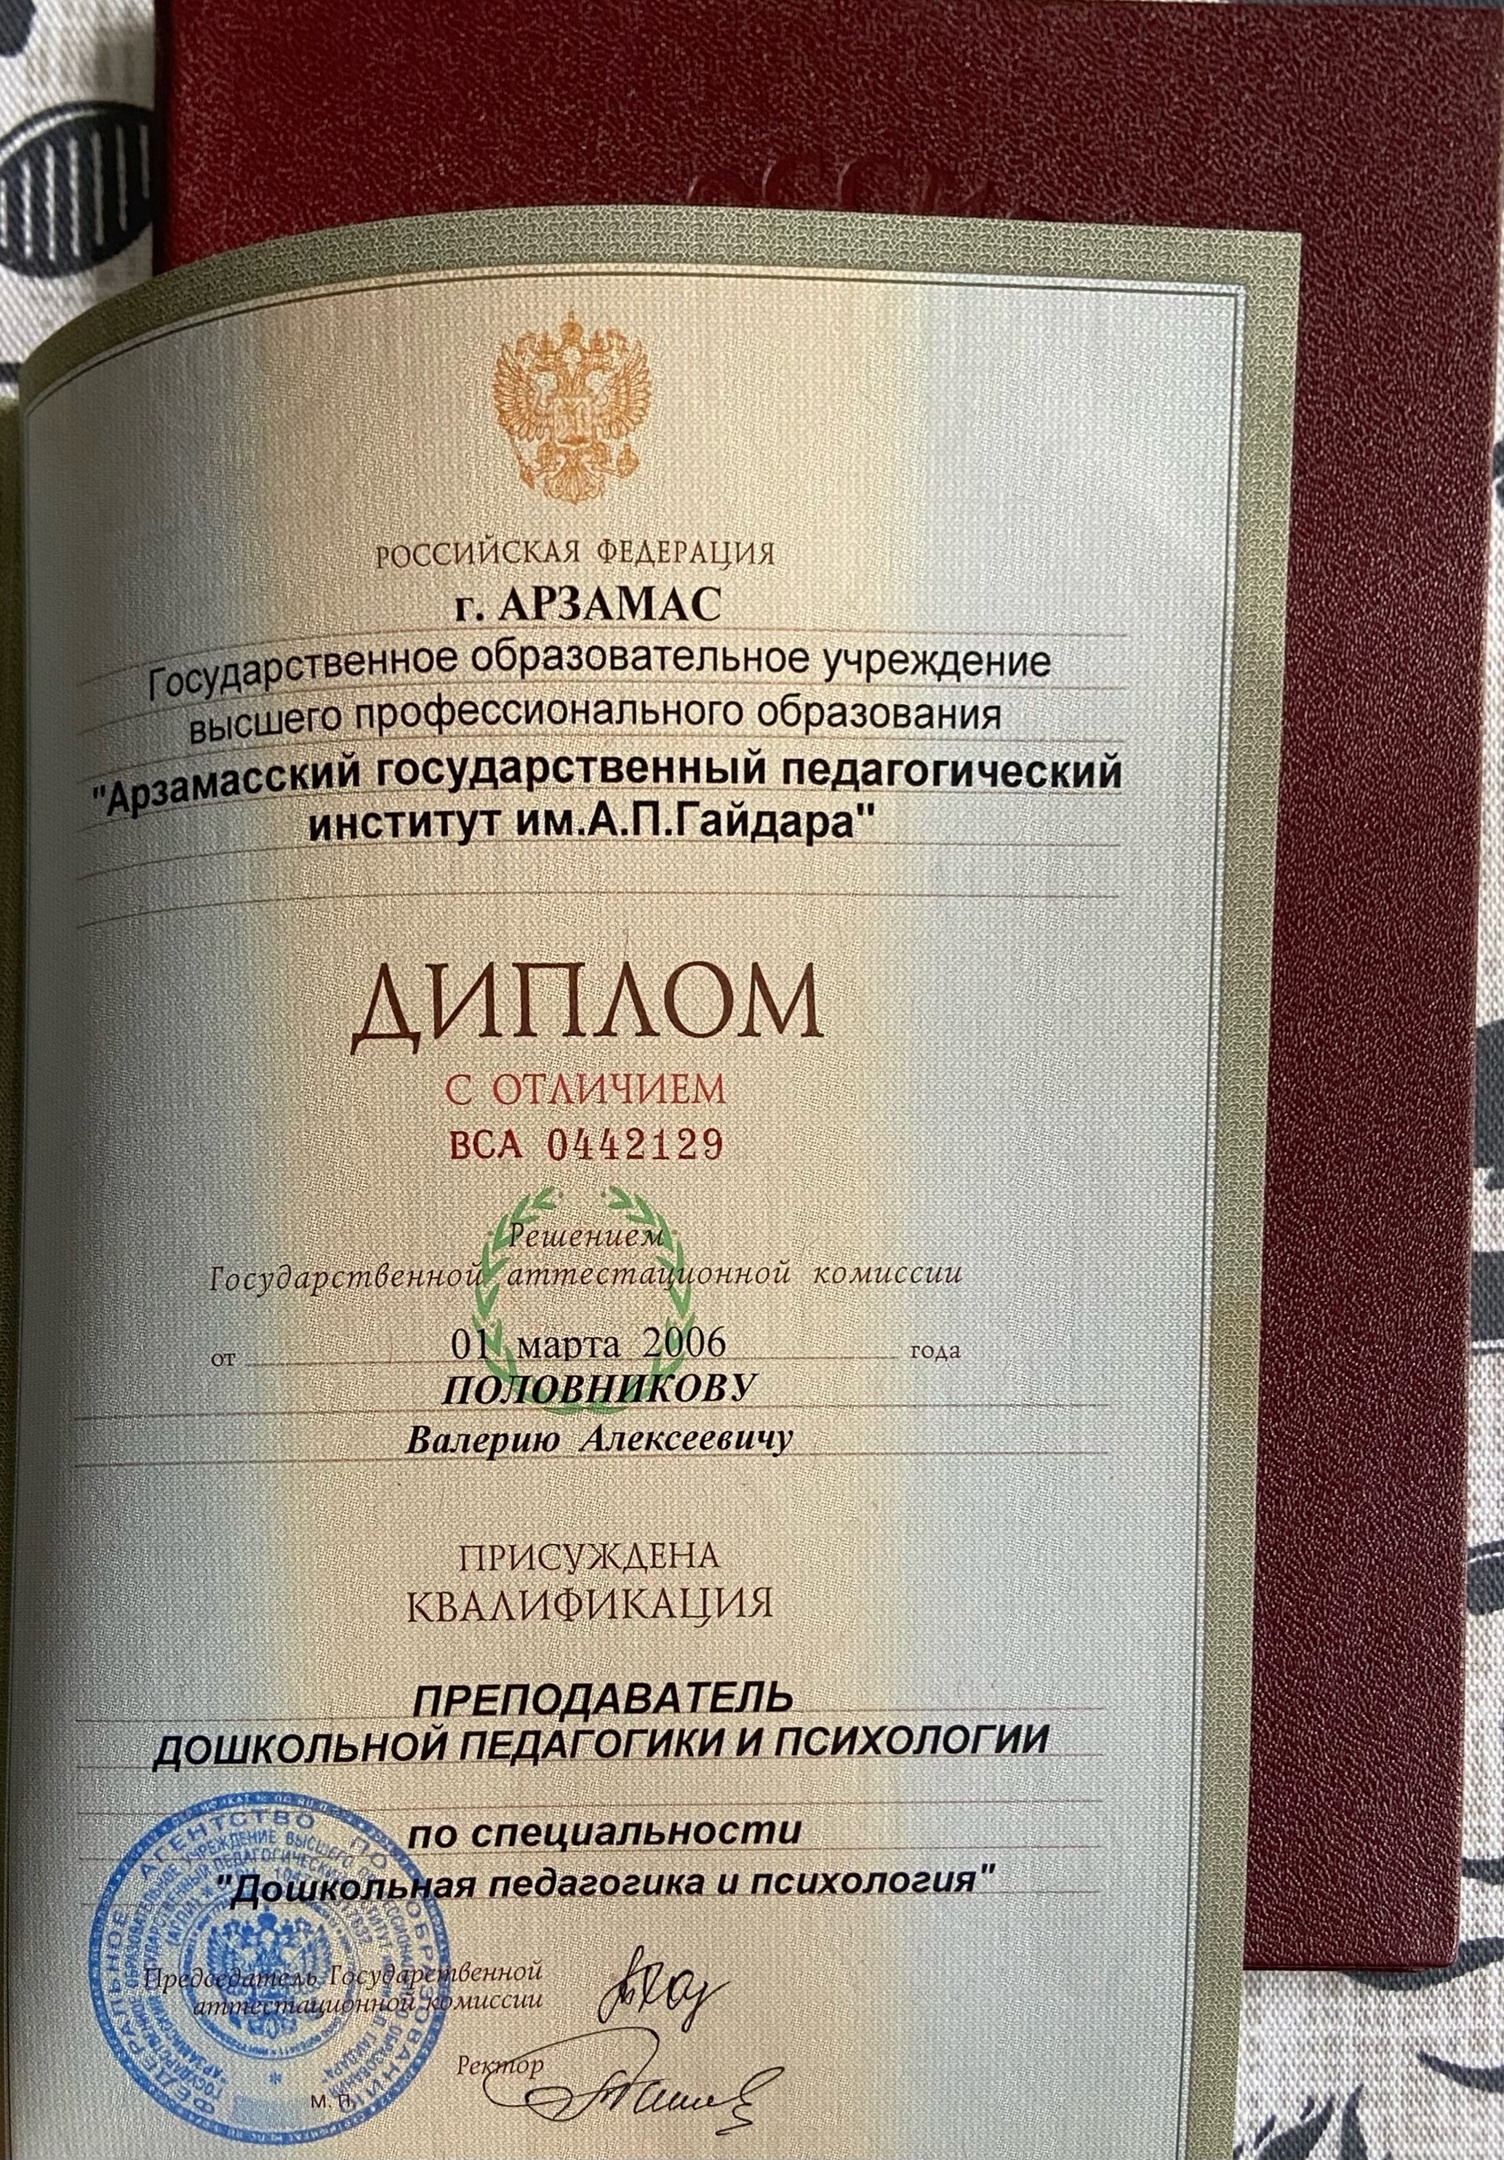 РОССИЙСКАЯ ФЕДЕРАЦИЯ
г. АРЗАМАС
Государственное образовательное учреждение
высшего профессионального образования
"Арзамасский государственный педагогический
институт им.А.П.Гайдара"
ДИПЛОМ
С ОТЛИЧИЕМ
ВСА 0442129
Решением
Государственной аттестационной комиссии
от 01 марта 2006 года
ПОЛОВНИКОВУ
Валерию Алексеевичу
ПРИСУЖДЕНА
КВАЛИФИКАЦИЯ
ПРЕПОДАВАТЕЛЬ
ДОШКОЛЬНОЙ ПЕДАГОГИКИ И ПСИХОЛОГИИ
по специальности
"Дошкольная педагогика и психология"
Председатель Государственной
аттестационной комиссии
Ректор
М. П.
ФЕДЕРАЛЬНОЕ АГЕНТСТВО ПО ОБРАЗОВАНИЮ